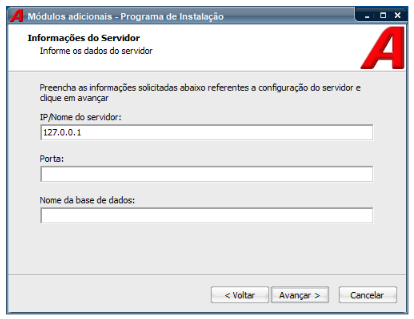 Módulos adicionais - Programa de Instalação
Informações do Servidor
Informe os dados do servidor
Preencha as informações solicitadas abaixo referentes a configuração do servidor e
clique em avançar
IP/Nome do servidor:
127.0.0.1
Porta:
Nome da base de dados:
< Voltar
Avançar >
Cancelar